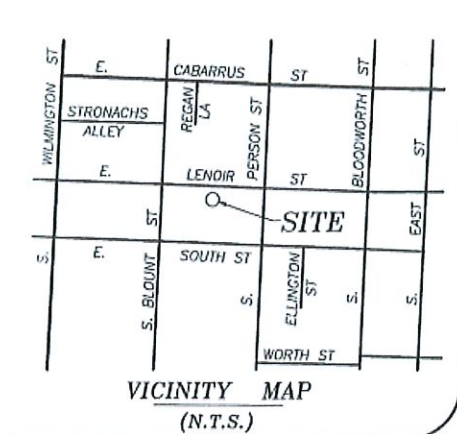 WILMINGTON ST
E. CABARRUS ST
STRONACHS
ALLEY
REGAN
LA
PERSON ST
BLOODWORTH ST
ST
E. LENOIR ST
SITE
ST
EAST
S.
E. SOUTH ST
S. BLOUNT
S.
ELLINGTON
ST
S.
S.
WORTH ST
VICINITY MAP
(N.T.S.)